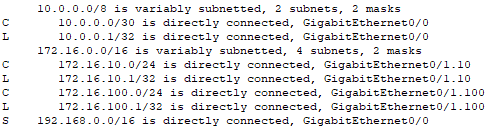 10.0.0.0/8 is variably subnetted, 2 subnets, 2 masks
C 10.0.0.0/30 is directly connected, GigabitEthernet0/0
L 10.0.0.1/32 is directly connected, GigabitEthernet0/0
172.16.0.0/16 is variably subnetted, 4 subnets, 2 masks
C 172.16.10.0/24 is directly connected, GigabitEthernet0/1.10
L 172.16.10.1/32 is directly connected, GigabitEthernet0/1.10
C 172.16.100.0/24 is directly connected, GigabitEthernet0/1.100
L 172.16.100.1/32 is directly connected, GigabitEthernet0/1.100
S 192.168.0.0/16 is directly connected, GigabitEthernet0/0